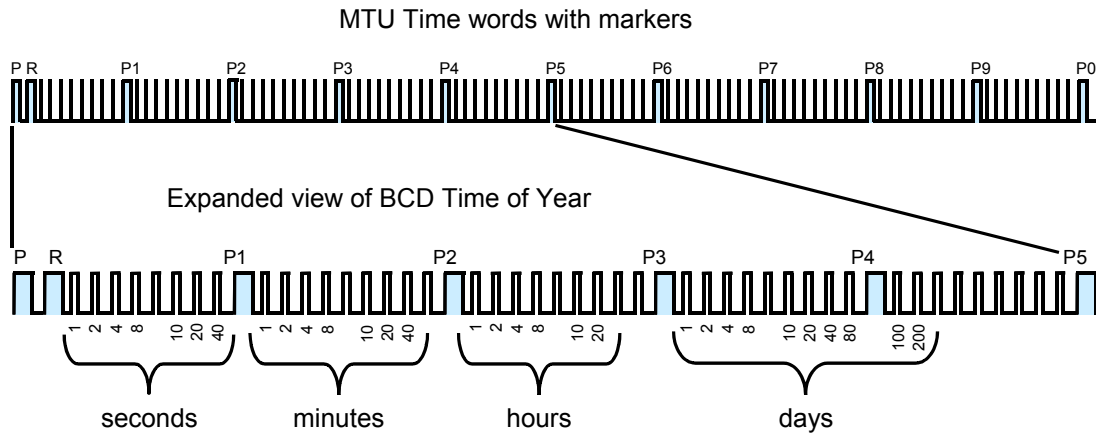 MTU Time words with markers
P R P1 P2 P3 P4 P5 P6 P7 P8 P9 P0
Expanded view of BCD Time of Year
P R P1 P2 P3 P4 P5
1 2 4 8 10 20 40 1 2 4 8 10 20 40 1 2 4 8 10 20 1 2 4 8 10 20 40 80 100 200
seconds minutes hours days